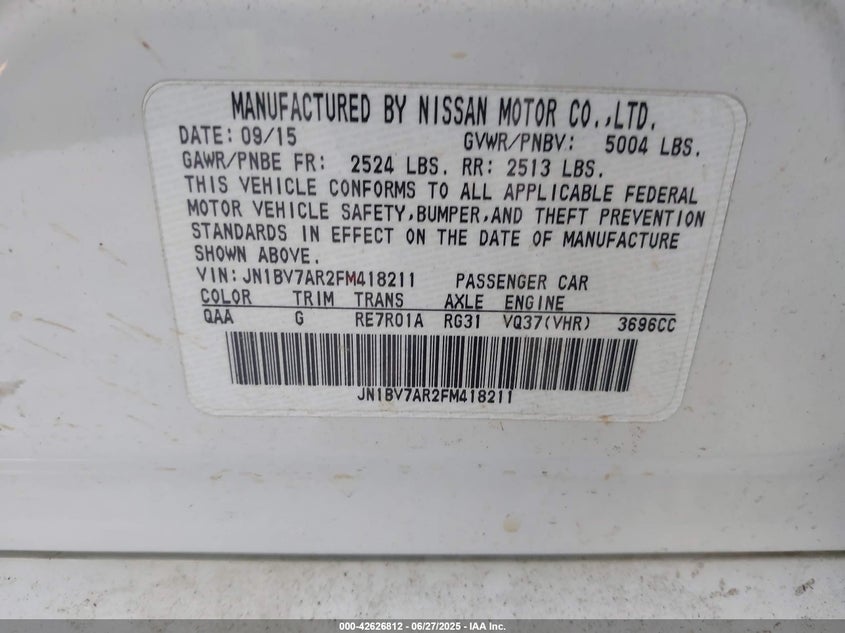 MANUFACTURED BY NISSAN MOTOR CO.,LTD.
DATE: 09/15 GVWR/PNBV: 5004 LBS.
GAWR/PNBE FR: 2524 LBS. RR: 2513 LBS.
THIS VEHICLE CONFORMS TO ALL APPLICABLE FEDERAL
MOTOR VEHICLE SAFETY,BUMPER,AND THEFT PREVENTION
STANDARDS IN EFFECT ON THE DATE OF MANUFACTURE
SHOWN ABOVE.
VIN:JN1BV7AR2FM418211 PASSENGER CAR
COLOR TRIM TRANS AXLE ENGINE
QAA G RE7R01A RG31 VQ37(VHR) 3696CC
JN1BV7AR2FM418211
000-42626812 - 06/27/2025 - IAA Inc.